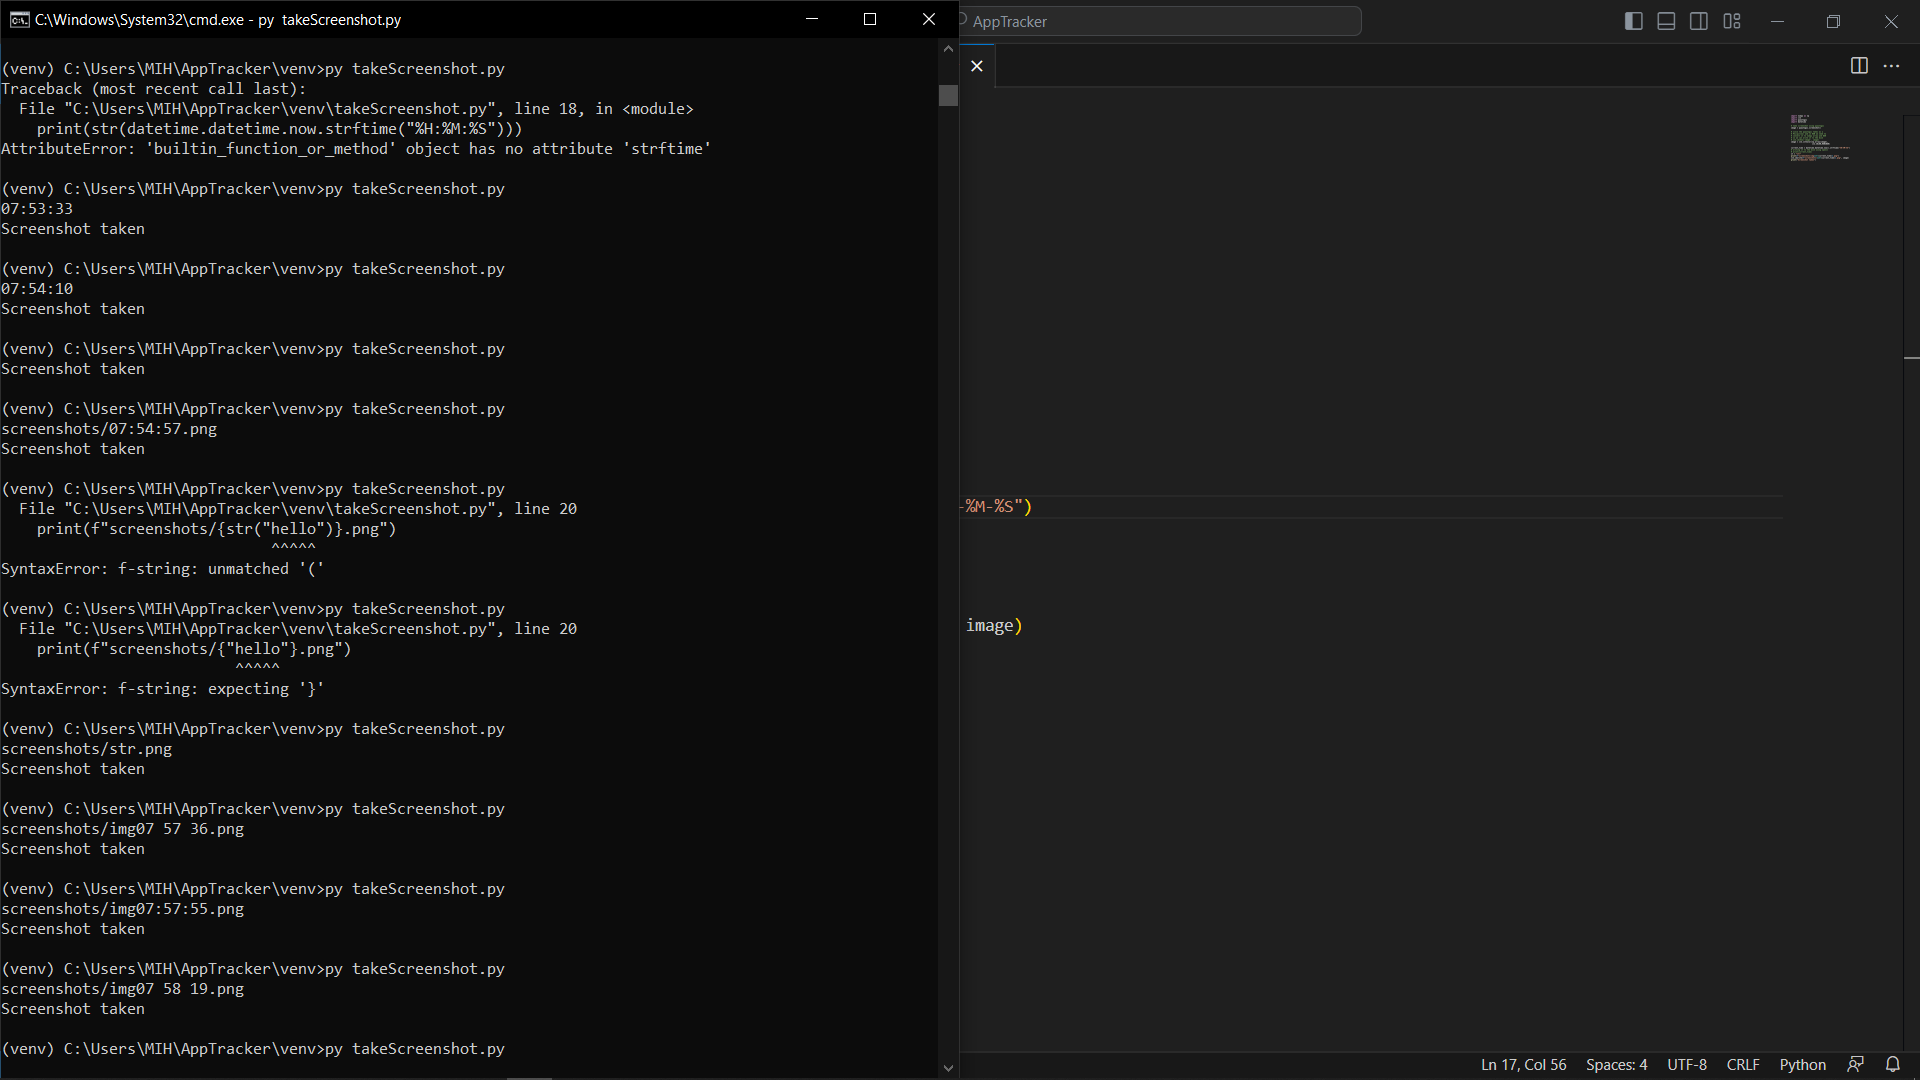 C:\Windows\System32\cmd.exe - py  takeScreenshot.py
(venv) C:\Users\MIH\AppTracker\venv>py takeScreenshot.py
Traceback (most recent call last):
  File "C:\Users\MIH\AppTracker\venv\takeScreenshot.py", line 18, in <module>
    print(str(datetime.datetime.now.strftime("%H:%M:%S")))
AttributeError: 'builtin_function_or_method' object has no attribute 'strftime'
(venv) C:\Users\MIH\AppTracker\venv>py takeScreenshot.py
07:53:33
Screenshot taken
(venv) C:\Users\MIH\AppTracker\venv>py takeScreenshot.py
07:54:10
Screenshot taken
(venv) C:\Users\MIH\AppTracker\venv>py takeScreenshot.py
Screenshot taken
(venv) C:\Users\MIH\AppTracker\venv>py takeScreenshot.py
screenshots/07:54:57.png
Screenshot taken
(venv) C:\Users\MIH\AppTracker\venv>py takeScreenshot.py
  File "C:\Users\MIH\AppTracker\venv\takeScreenshot.py", line 20
    print(f"screenshots/{str("hello")}.png")
                              ^^^^^
SyntaxError: f-string: unmatched '('
(venv) C:\Users\MIH\AppTracker\venv>py takeScreenshot.py
  File "C:\Users\MIH\AppTracker\venv\takeScreenshot.py", line 20
    print(f"screenshots/{"hello"}.png")
                          ^^^^^
SyntaxError: f-string: expecting '}'
(venv) C:\Users\MIH\AppTracker\venv>py takeScreenshot.py
screenshots/str.png
Screenshot taken
(venv) C:\Users\MIH\AppTracker\venv>py takeScreenshot.py
screenshots/img07 57 36.png
Screenshot taken
(venv) C:\Users\MIH\AppTracker\venv>py takeScreenshot.py
screenshots/img07:57:55.png
Screenshot taken
(venv) C:\Users\MIH\AppTracker\venv>py takeScreenshot.py
screenshots/img07 58 19.png
Screenshot taken
(venv) C:\Users\MIH\AppTracker\venv>py takeScreenshot.py
AppTracker
-%M-%S")
image)
Ln 17, Col 56
Spaces: 4
UTF-8
CRLF
Python